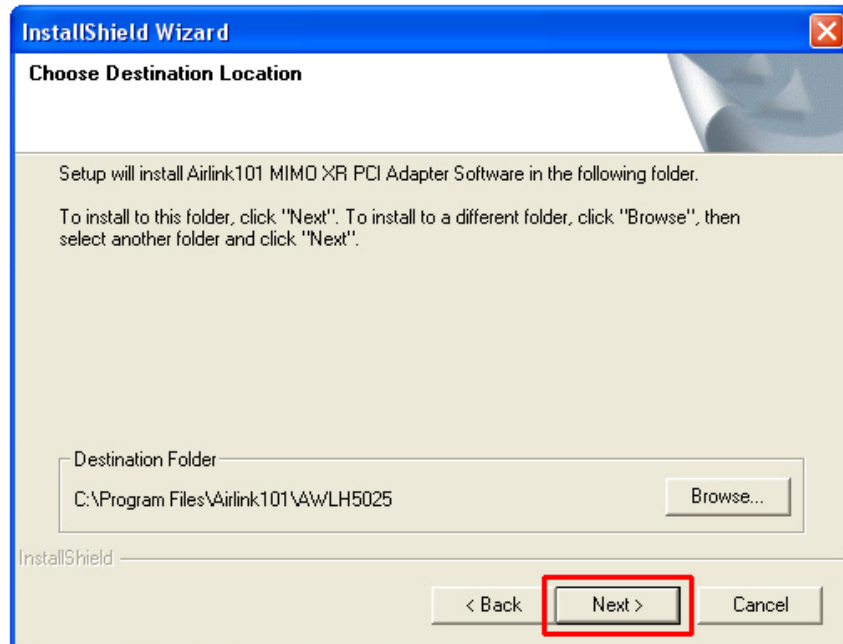 InstallShield Wizard
Choose Destination Location
Setup will install Airlink101 MIMO XR PCI Adapter Software in the following folder.
To install to this folder, click "Next". To install to a different folder, click "Browse", then
select another folder and click "Next".
Destination Folder
C:\Program Files\Airlink101\AWLH5025
Browse...
InstallShield
< Back
Next >
Cancel